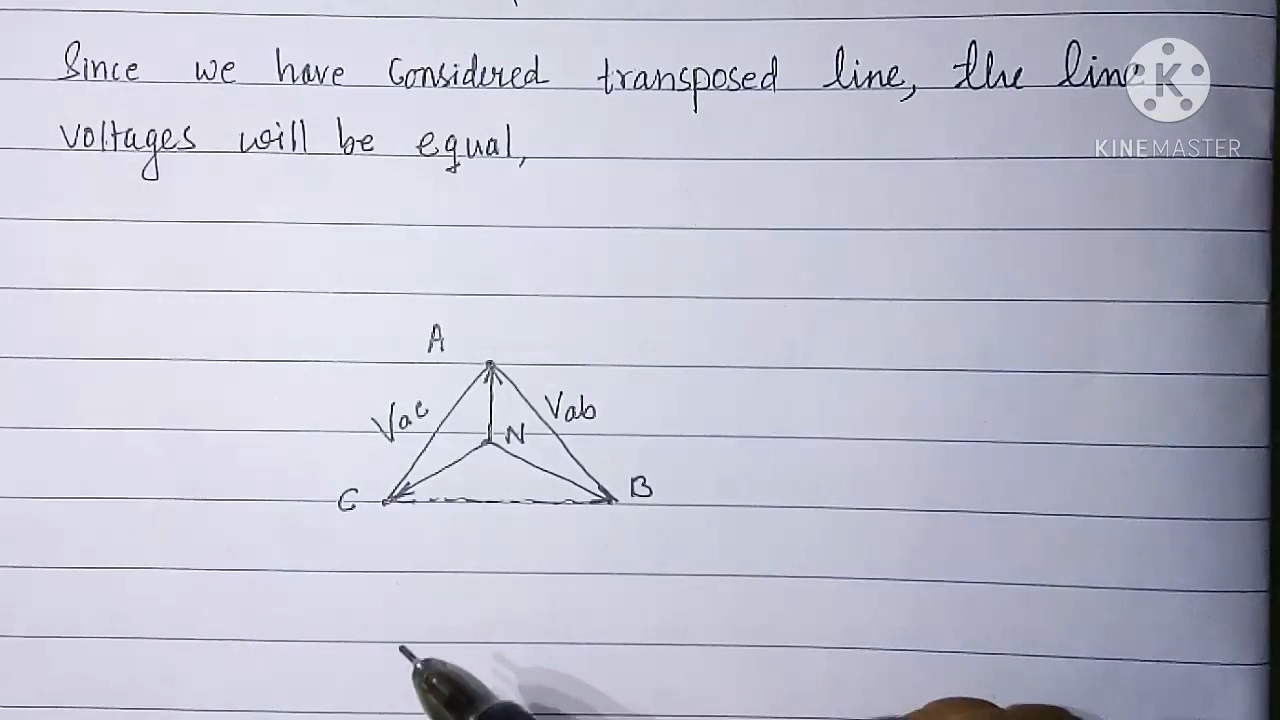 Since we have considered transposed line, the line
voltages will be equal,
K
KINEMASTER
A
Vac
Vab
N
C
B